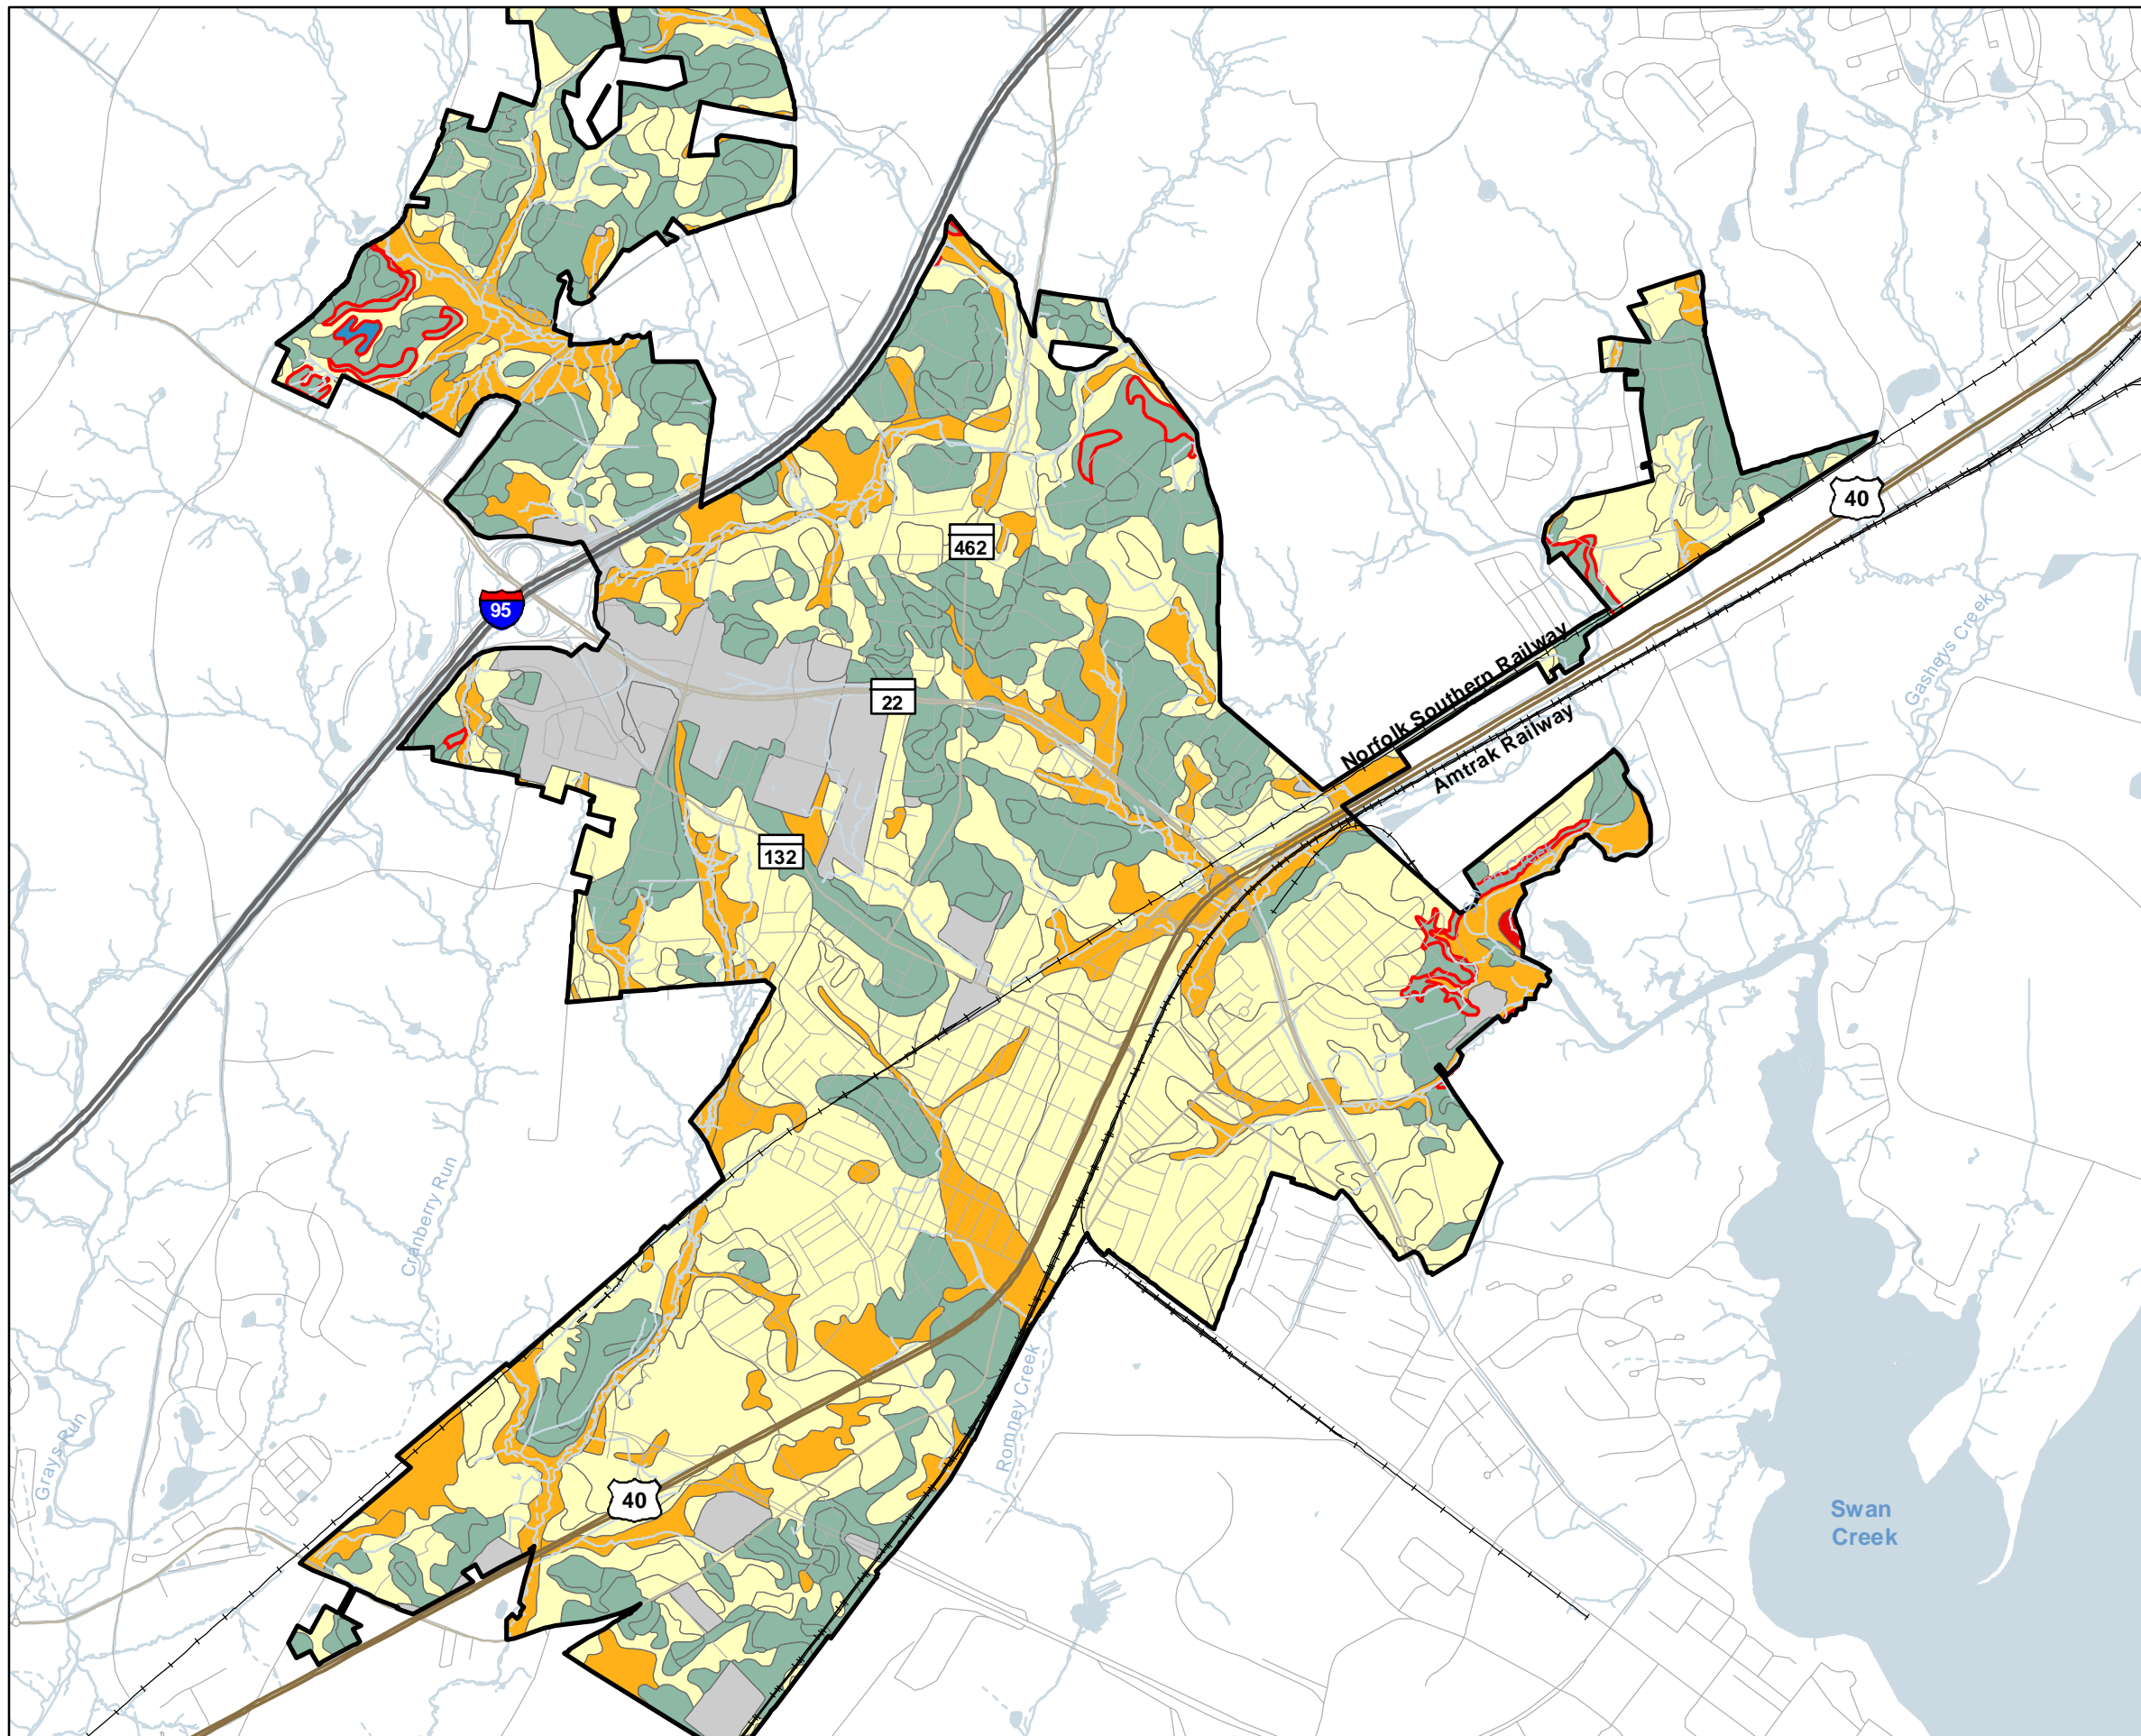 40
462
95
Norfolk Southern Railway
Gasheys Creek
22
Amtrak Railway
132
Creek
Cranberry Run
Romney Creek
Grays Run
40
Swan
Creek